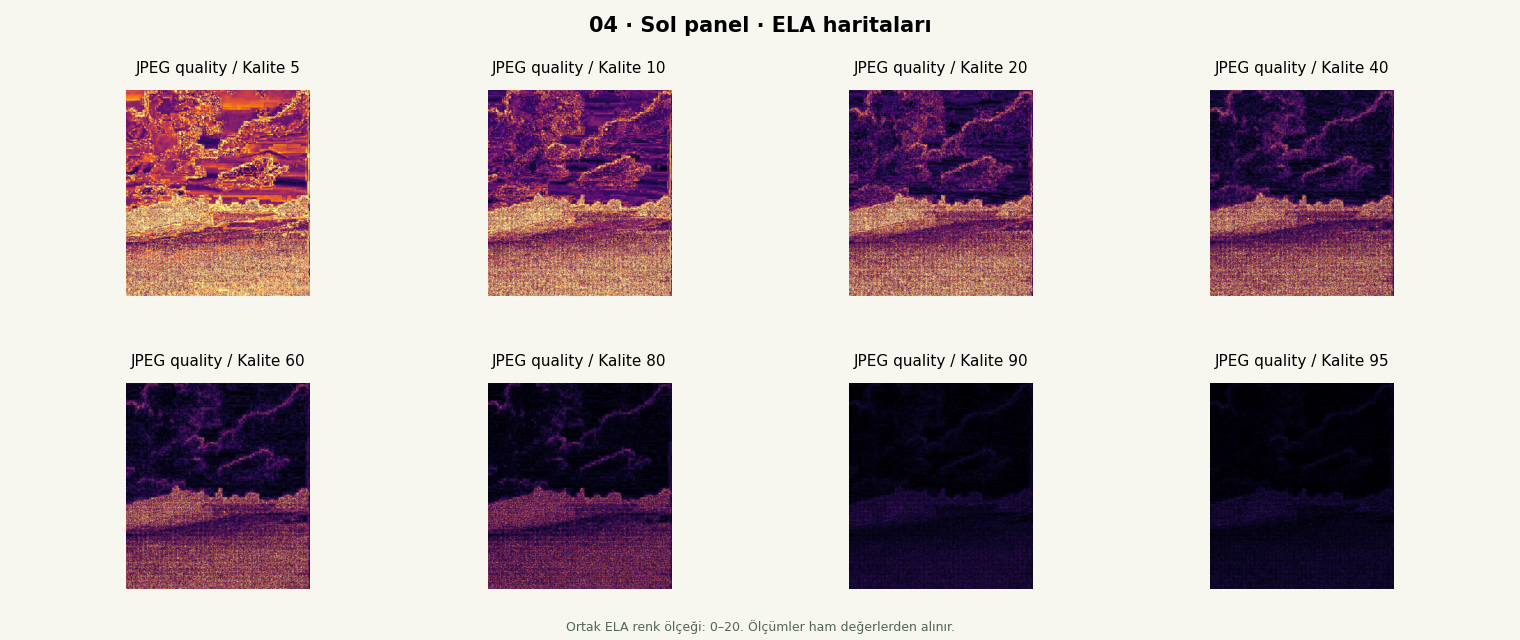 04 · Sol panel · ELA haritaları
JPEG quality / Kalite 5
JPEG quality / Kalite 10
JPEG quality / Kalite 20
JPEG quality / Kalite 40
JPEG quality / Kalite 60
JPEG quality / Kalite 80
JPEG quality / Kalite 90
JPEG quality / Kalite 95
Ortak ELA renk ölçeği: 0–20. Ölçümler ham değerlerden alınır.